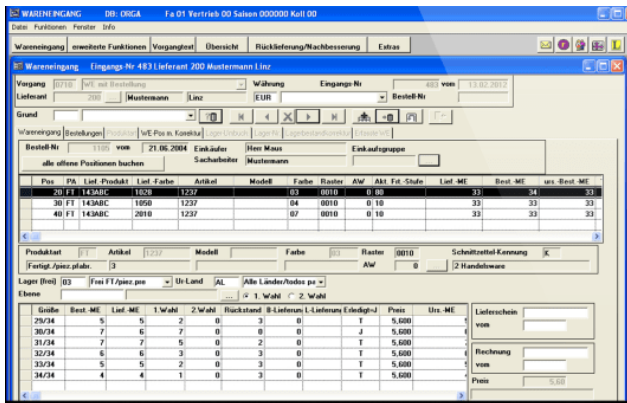 WARENEINGANG DB: ORGA Fa 01 Vertrieb 00 Saison 000000 Koll 00
Datei Funktionen Fenster Info
Wareneingang erweiterte Funktionen Vorgangtext Übersicht Rücklieferung/Nachbesserung Extras
Wareneingang Eingangs-Nr 483 Lieferant 200 Mustermann Linz
Vorgang 0710 WE mit Bestellung Währung Eingangs-Nr 483 vom 13.02.2012
Lieferant 200 Mustermann Linz EUR Bestell-Nr
Grund
Wareneingang Bestellungen Produktion WE-Pos m. Korrektur Lager-Umbuch. Lager-Nr. Lagerbestandkorrektur Erfasste WE
Bestell-Nr 1105 vom 21.06.2004 Einkäufer Herr Maus Einkaufsgruppe
alle offene Positionen buchen Sacharbeiter Mustermann
Pos PA Lief.-Produkt Lief.-Farbe Artikel Modell Farbe Raster AW Akt. Frt.-Stufe Lief.-ME Best.-ME urs.-Best.-ME
20 FT 143ABC 1028 1237 03 0010 0 80 33 34 33
30 FT 143ABC 1050 1237 04 0010 0 10 33 33 33
40 FT 143ABC 2010 1237 07 0010 0 10 33 33 33
Produktart FT Artikel 1237 Modell Farbe 03 Raster 0010 Schnittzettel-Kennung K
Fertigt./piez.pfabr. 3 AW 0 2 Handelsware
Lager (frei) 03 Frei FT/piez.pre Ur-Land AL Alle Länder/todos pa
Ebene ... 1. Wahl 2. Wahl
Größe Best.-ME Lief.-ME 1.Wahl 2.Wahl Rückstand B-Lieferun L-Lieferun Erledigt=J Preis Urs.-ME
29/34 5 5 2 0 3 0 T 5,600
30/34 7 6 7 0 0 0 J 5,600
31/34 7 7 5 0 2 0 T 5,600
32/34 6 6 3 0 3 0 T 5,600
33/34 5 5 2 0 3 0 T 5,600
34/34 4 4 1 0 3 0 T 5,600
Lieferschein
vom
Rechnung
vom
Preis 5,60